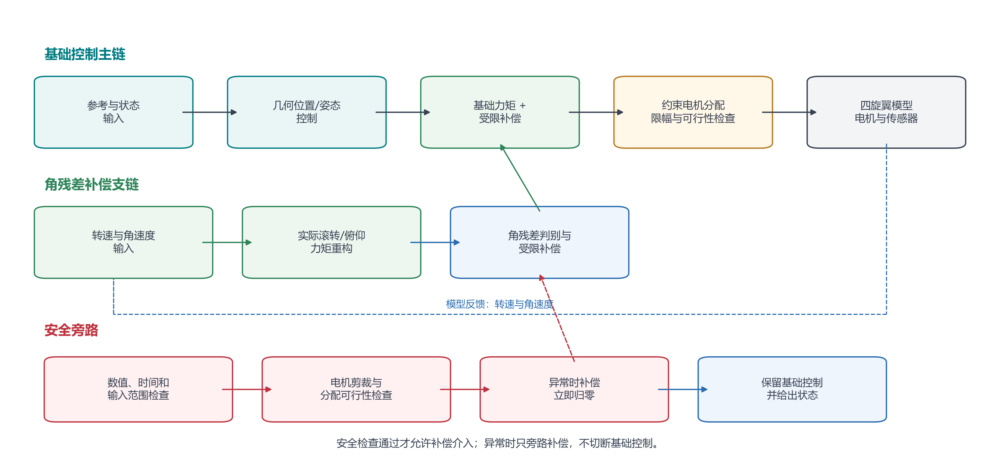 基础控制主链
参考与状态
输入
几何位置/姿态
控制
基础力矩 +
受限补偿
约束电机分配
限幅与可行性检查
四旋翼模型
电机与传感器
角残差补偿支链
转速与角速度
输入
实际滚转/俯仰
力矩重构
角残差判别与
受限补偿
模型反馈：转速与角速度
安全旁路
数值、时间和
输入范围检查
电机剪裁与
分配可行性检查
异常时补偿
立即归零
保留基础控制
并给出状态
安全检查通过才允许补偿介入；异常时只旁路补偿，不切断基础控制。